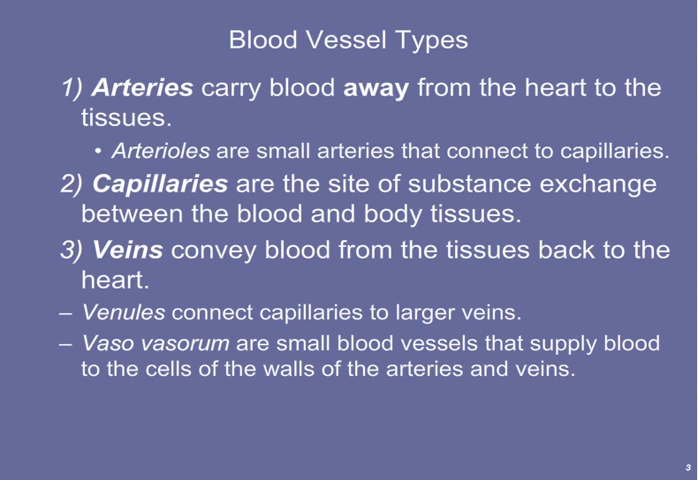 Blood Vessel Types
1) Arteries carry blood away from the heart to the
tissues.
• Arterioles are small arteries that connect to capillaries.
2) Capillaries are the site of substance exchange
between the blood and body tissues.
3) Veins convey blood from the tissues back to the
heart.
– Venules connect capillaries to larger veins.
– Vaso vasorum are small blood vessels that supply blood
to the cells of the walls of the arteries and veins.
3